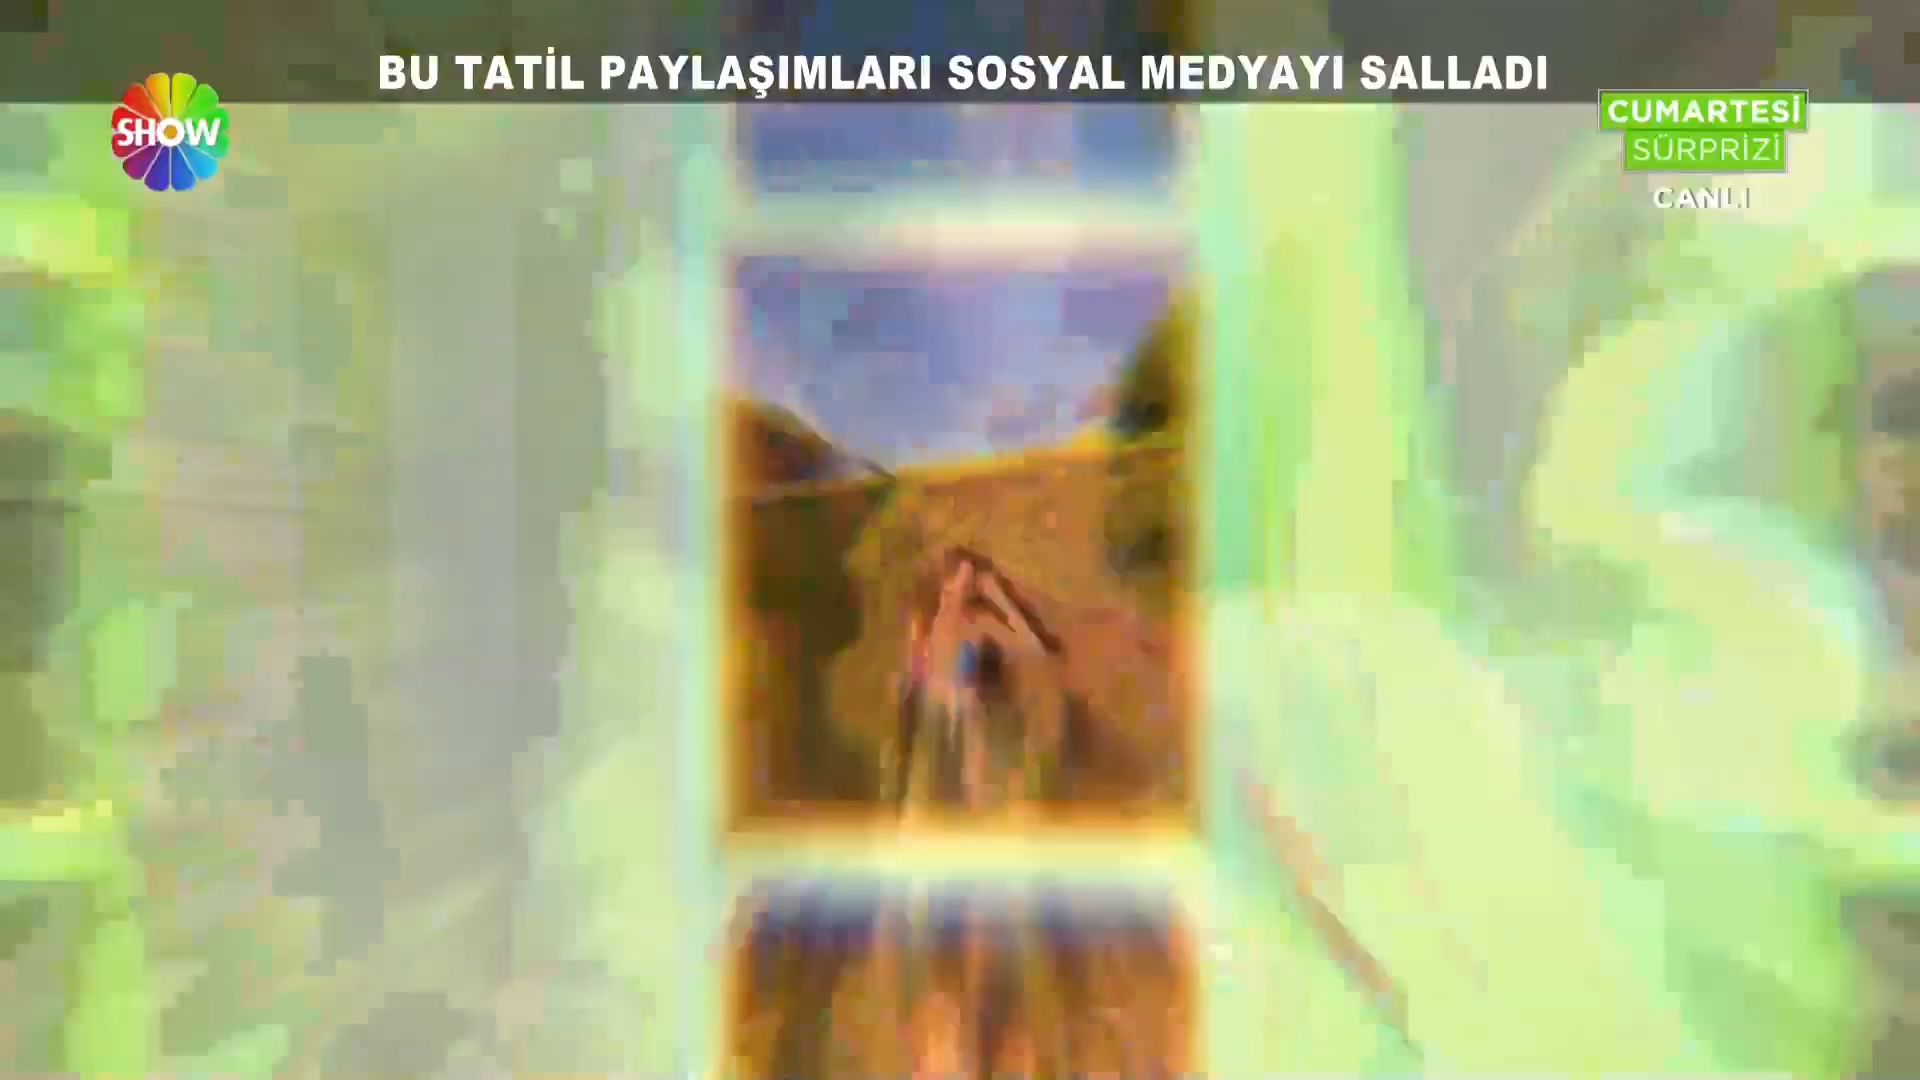 BU TATİL PAYLAŞIMLARI SOSYAL MEDYAYI SALLADI
SHOW
CUMARTESİ
SÜRPRİZİ
CANLI